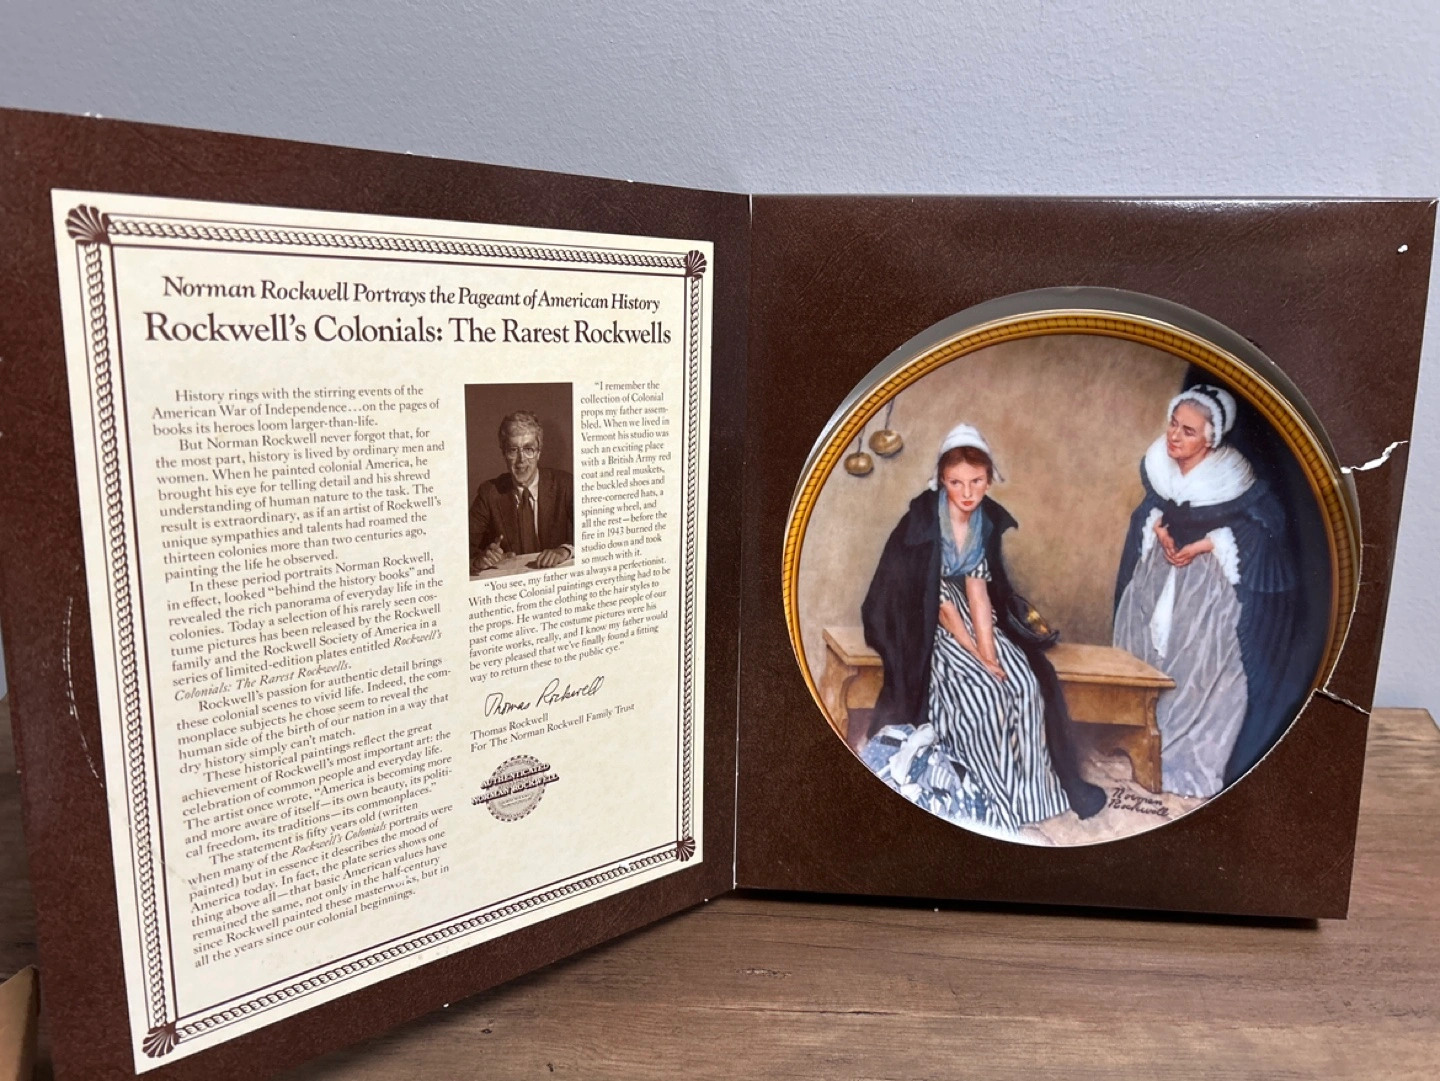 Norman Rockwell Portrays the Pageant of American History
Rockwell's Colonials: The Rarest Rockwells
History rings with the stirring events of the
American War of Independence...on the pages of
books its heroes loom larger-than-life.
But Norman Rockwell never forgot that, for
the most part, history is lived by ordinary men and
women. When he painted colonial America, he
brought his eye for telling detail and his shrewd
understanding of human nature to the task. The
result is extraordinary, as if an artist of Rockwell's
unique sympathies and talents had roamed the
thirteen colonies more than two centuries ago,
painting the life he observed.
In these period portraits Norman Rockwell,
in effect, looked "behind the history books" and
revealed the rich panorama of everyday life in the
colonies. Today a selection of his rarely seen cos-
tume pictures has been released by the Rockwell
family and the Rockwell Society of America in a
series of limited-edition plates entitled Rockwell's
Colonials: The Rarest Rockwells.
Rockwell's passion for authentic detail brings
these colonial scenes to vivid life. Indeed, the com-
monplace subjects he chose seem to reveal the
human side of the birth of our nation in a way that
dry history simply can't match.
These historical paintings reflect the great
achievement of Rockwell's most important art: the
celebration of common people and everyday life.
The artist once wrote, "America is becoming more
and more aware of itself—its own beauty, its politi-
cal freedom, its traditions—its commonplaces."
The statement is fifty years old (written
when many of the Rockwell's Colonials portraits were
painted) but in essence it describes the mood of
America today. In fact, the plate series shows one
thing above all—that basic American values have
remained the same, not only in the half-century
since Rockwell painted these masterworks, but in
all the years since our colonial beginnings.
"I remember the
collection of Colonial
props my father assem-
bled. When we lived in
Vermont his studio was
such an exciting place
with a British Army red
coat and real muskets,
the buckled shoes and
three-cornered hats, a
spinning wheel, and
all the rest—before the
fire in 1943 burned the
studio down and took
so much with it.
"You see, my father was always a perfectionist.
With these Colonial paintings everything had to be
authentic, from the clothing to the hair styles to
the props. He wanted to make these people of our
past come alive. The costume pictures were his
favorite works, really, and I know my father would
be very pleased that we've finally found a fitting
way to return these to the public eye."
Thomas Rockwell
Thomas Rockwell
For The Norman Rockwell Family Trust
AUTHENTICATED
NORMAN ROCKWELL
Norman
Rockwell